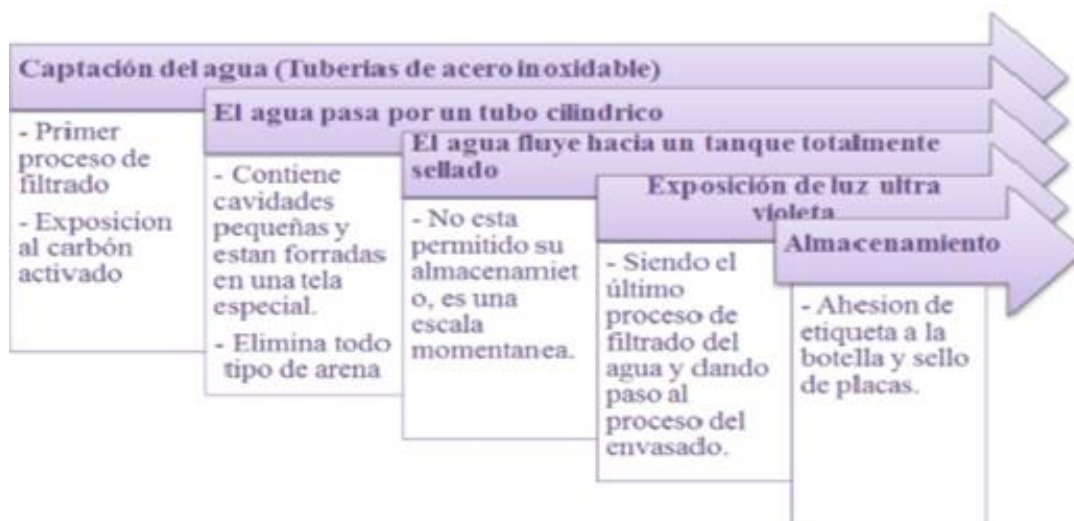 Captación del agua (Tuberias de acero inoxidable)
- Primer
proceso de
filtrado
- Exposicion
al carbón
activado
El agua pasa por un tubo cilindrico
- Contiene
cavidades
pequeñas y
estan forradas
en una tela
especial.
- Elimina todo
tipo de arena
El agua fluye hacia un tanque totalmente
sellado
- No esta
permitido su
almacenamiet
o, es una
escala
momentanea.
Exposición de luz ultra
violeta
- Siendo el
último
proceso de
filtrado del
agua y dando
paso al
proceso del
envasado.
Almacenamiento
- Ahesion de
etiqueta a la
botella y sello
de placas.